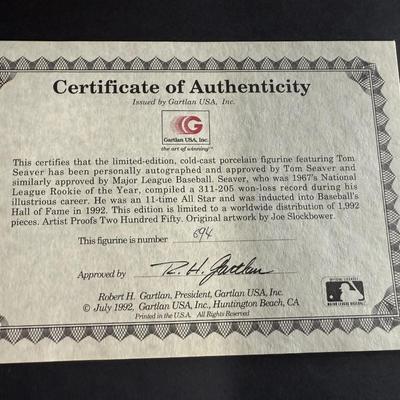 Certificate of Authenticity
Issued by Gartlan USA, Inc.
G
Gartlan USA, Inc.
the art of winning™
This certifies that the limited-edition, cold-cast porcelain figurine featuring Tom
Seaver has been personally autographed and approved by Tom Seaver and
similarly approved by Major League Baseball. Seaver, who was 1967's National
League Rookie of the Year, compiled a 311-205 won-loss record during his
illustrious career. He was an 11-time All Star and was inducted into Baseball's
Hall of Fame in 1992. This edition is limited to a worldwide distribution of 1,992
pieces. Artist Proofs Two Hundred Fifty. Original artwork by Joe Slockbower.
This figurine is number 694
Approved by R. H. Gartlan
Robert H. Gartlan, President, Gartlan USA, Inc.
© July 1992, Gartlan USA, Inc., Huntington Beach, CA
Printed in the U.S.A. All Rights Reserved
MAJOR LEAGUE BASEBALL